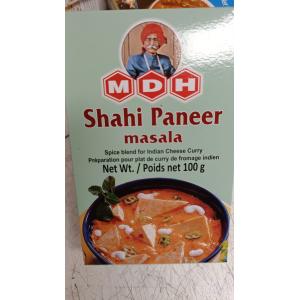 MDH
Shahi Paneer
masala
Spice blend for Indian Cheese Curry
Préparation pour plat de curry de fromage indien
Net Wt. / Poids net 100 g